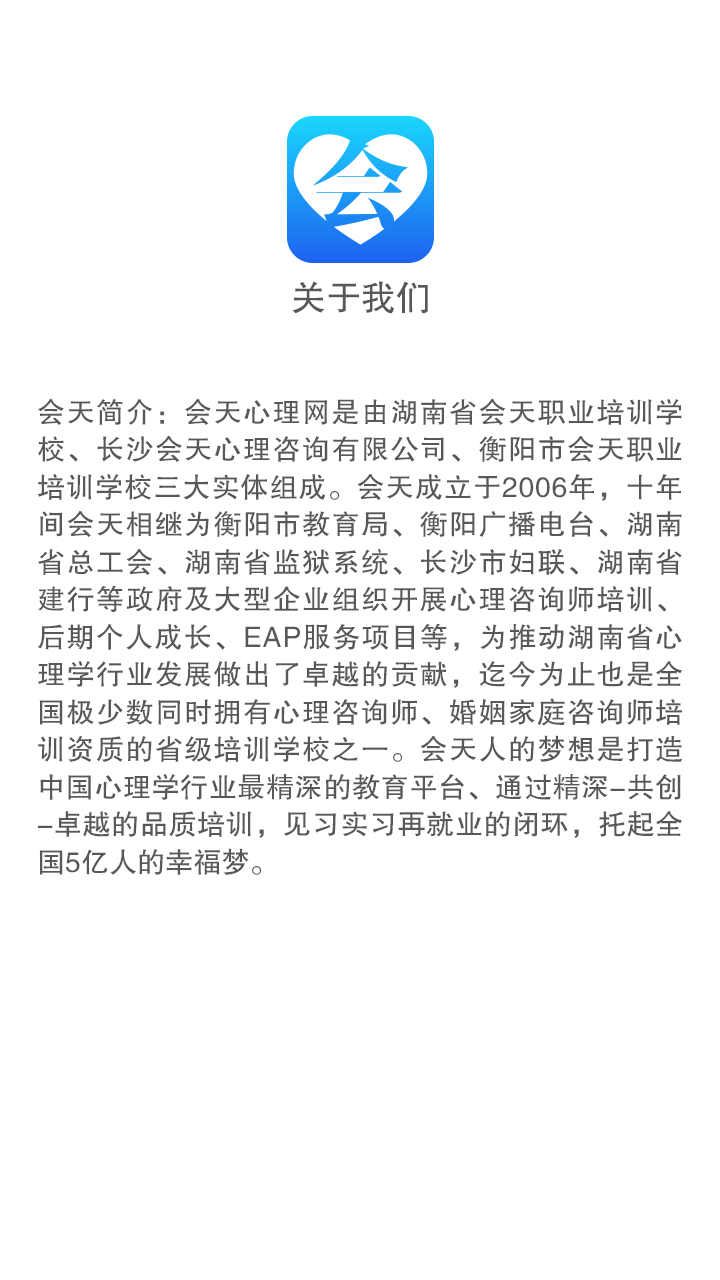 会
关于我们
会天简介：会天心理网是由湖南省会天职业培训学
校、长沙会天心理咨询有限公司、衡阳市会天职业
培训学校三大实体组成。会天成立于2006年，十年
间会天相继为衡阳市教育局、衡阳广播电台、湖南
省总工会、湖南省监狱系统、长沙市妇联、湖南省
建行等政府及大型企业组织开展心理咨询师培训、
后期个人成长、EAP服务项目等，为推动湖南省心
理学行业发展做出了卓越的贡献，迄今为止也是全
国极少数同时拥有心理咨询师、婚姻家庭咨询师培
训资质的省级培训学校之一。会天人的梦想是打造
中国心理学行业最精深的教育平台、通过精深–共创
–卓越的品质培训，见习实习再就业的闭环，托起全
国5亿人的幸福梦。